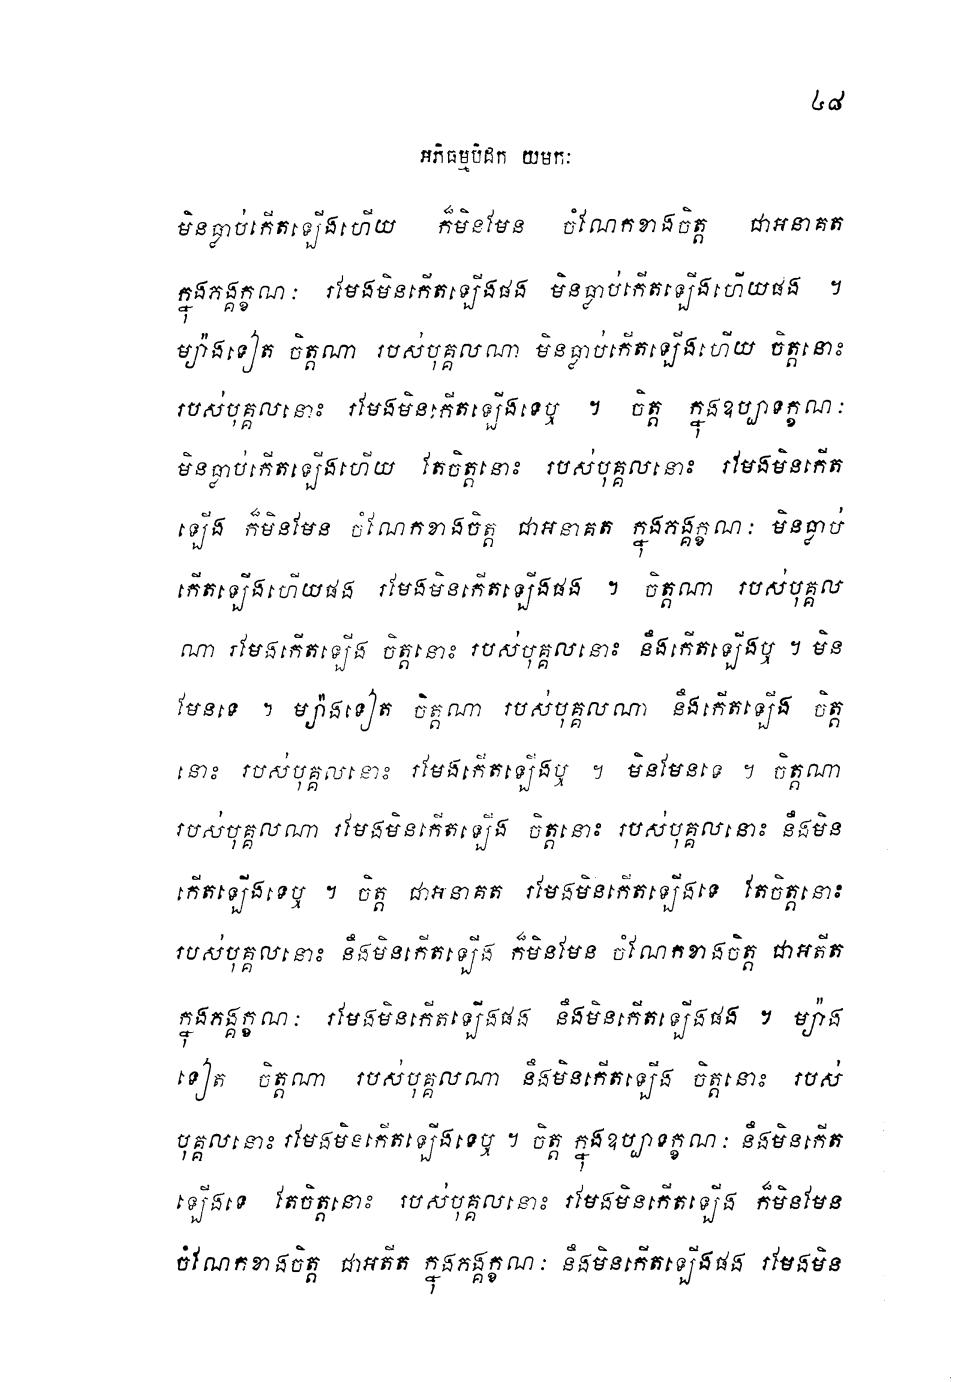 ៤៨
អភិធម្មបិដក យមកៈ
មិនធ្លាប់កើតឡើងហើយ ក៏មិនមែន ចំណែកខាងចិត្ត ជាអនាគត
ក្នុងភង្គក្ខណៈ រមែងមិនកើតឡើងផង មិនធ្លាប់កើតឡើងហើយផង ។
ម្យ៉ាងទៀត ចិត្តណា របស់បុគ្គលណា មិនធ្លាប់កើតឡើងហើយ ចិត្តនោះ
របស់បុគ្គលនោះ រមែងមិនកើតឡើងទេឬ ។ ចិត្ត ក្នុងឧប្បាទក្ខណៈ
មិនធ្លាប់កើតឡើងហើយ តែចិត្តនោះ របស់បុគ្គលនោះ រមែងមិនកើត
ឡើង ក៏មិនមែន ចំណែកខាងចិត្ត ជាអនាគត ក្នុងភង្គក្ខណៈ មិនធ្លាប់
កើតឡើងហើយផង រមែងមិនកើតឡើងផង ។ ចិត្តណា របស់បុគ្គល
ណា រមែងកើតឡើង ចិត្តនោះ របស់បុគ្គលនោះ នឹងកើតឡើងឬ ។ មិន
មែនទេ ។ ម្យ៉ាងទៀត ចិត្តណា របស់បុគ្គលណា នឹងកើតឡើង ចិត្ត
នោះ របស់បុគ្គលនោះ រមែងកើតឡើងឬ ។ មិនមែនទេ ។ ចិត្តណា
របស់បុគ្គលណា រមែងមិនកើតឡើង ចិត្តនោះ របស់បុគ្គលនោះ នឹងមិន
កើតឡើងទេឬ ។ ចិត្ត ជាអនាគត រមែងមិនកើតឡើងទេ តែចិត្តនោះ
របស់បុគ្គលនោះ នឹងមិនកើតឡើង ក៏មិនមែន ចំណែកខាងចិត្ត ជាអតីត
ក្នុងភង្គក្ខណៈ រមែងមិនកើតឡើងផង នឹងមិនកើតឡើងផង ។ ម្យ៉ាង
ទៀត ចិត្តណា របស់បុគ្គលណា នឹងមិនកើតឡើង ចិត្តនោះ របស់
បុគ្គលនោះ រមែងមិនកើតឡើងទេឬ ។ ចិត្ត ក្នុងឧប្បាទក្ខណៈ នឹងមិនកើត
ឡើងទេ តែចិត្តនោះ របស់បុគ្គលនោះ រមែងមិនកើតឡើង ក៏មិនមែន
ចំណែកខាងចិត្ត ជាអតីត ក្នុងភង្គក្ខណៈ នឹងមិនកើតឡើងផង រមែងមិន